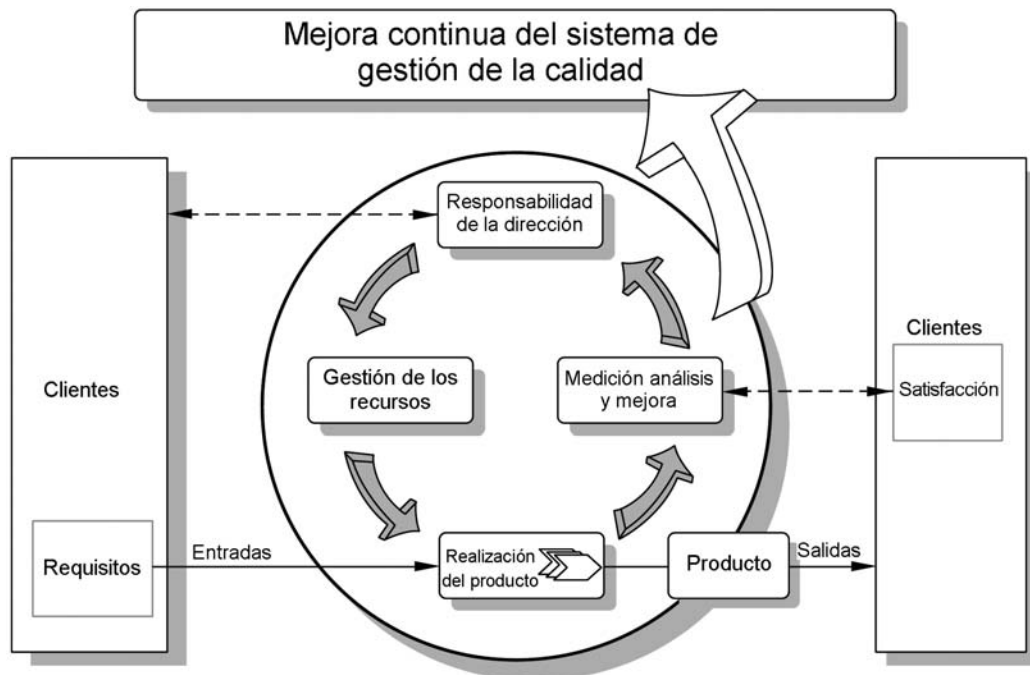 Mejora continua del sistema de
gestión de la calidad
Responsabilidad
de la dirección
Clientes
Gestión de los
recursos
Medición análisis
y mejora
Clientes
Satisfacción
Requisitos
Entradas
Realización
del producto
Producto
Salidas